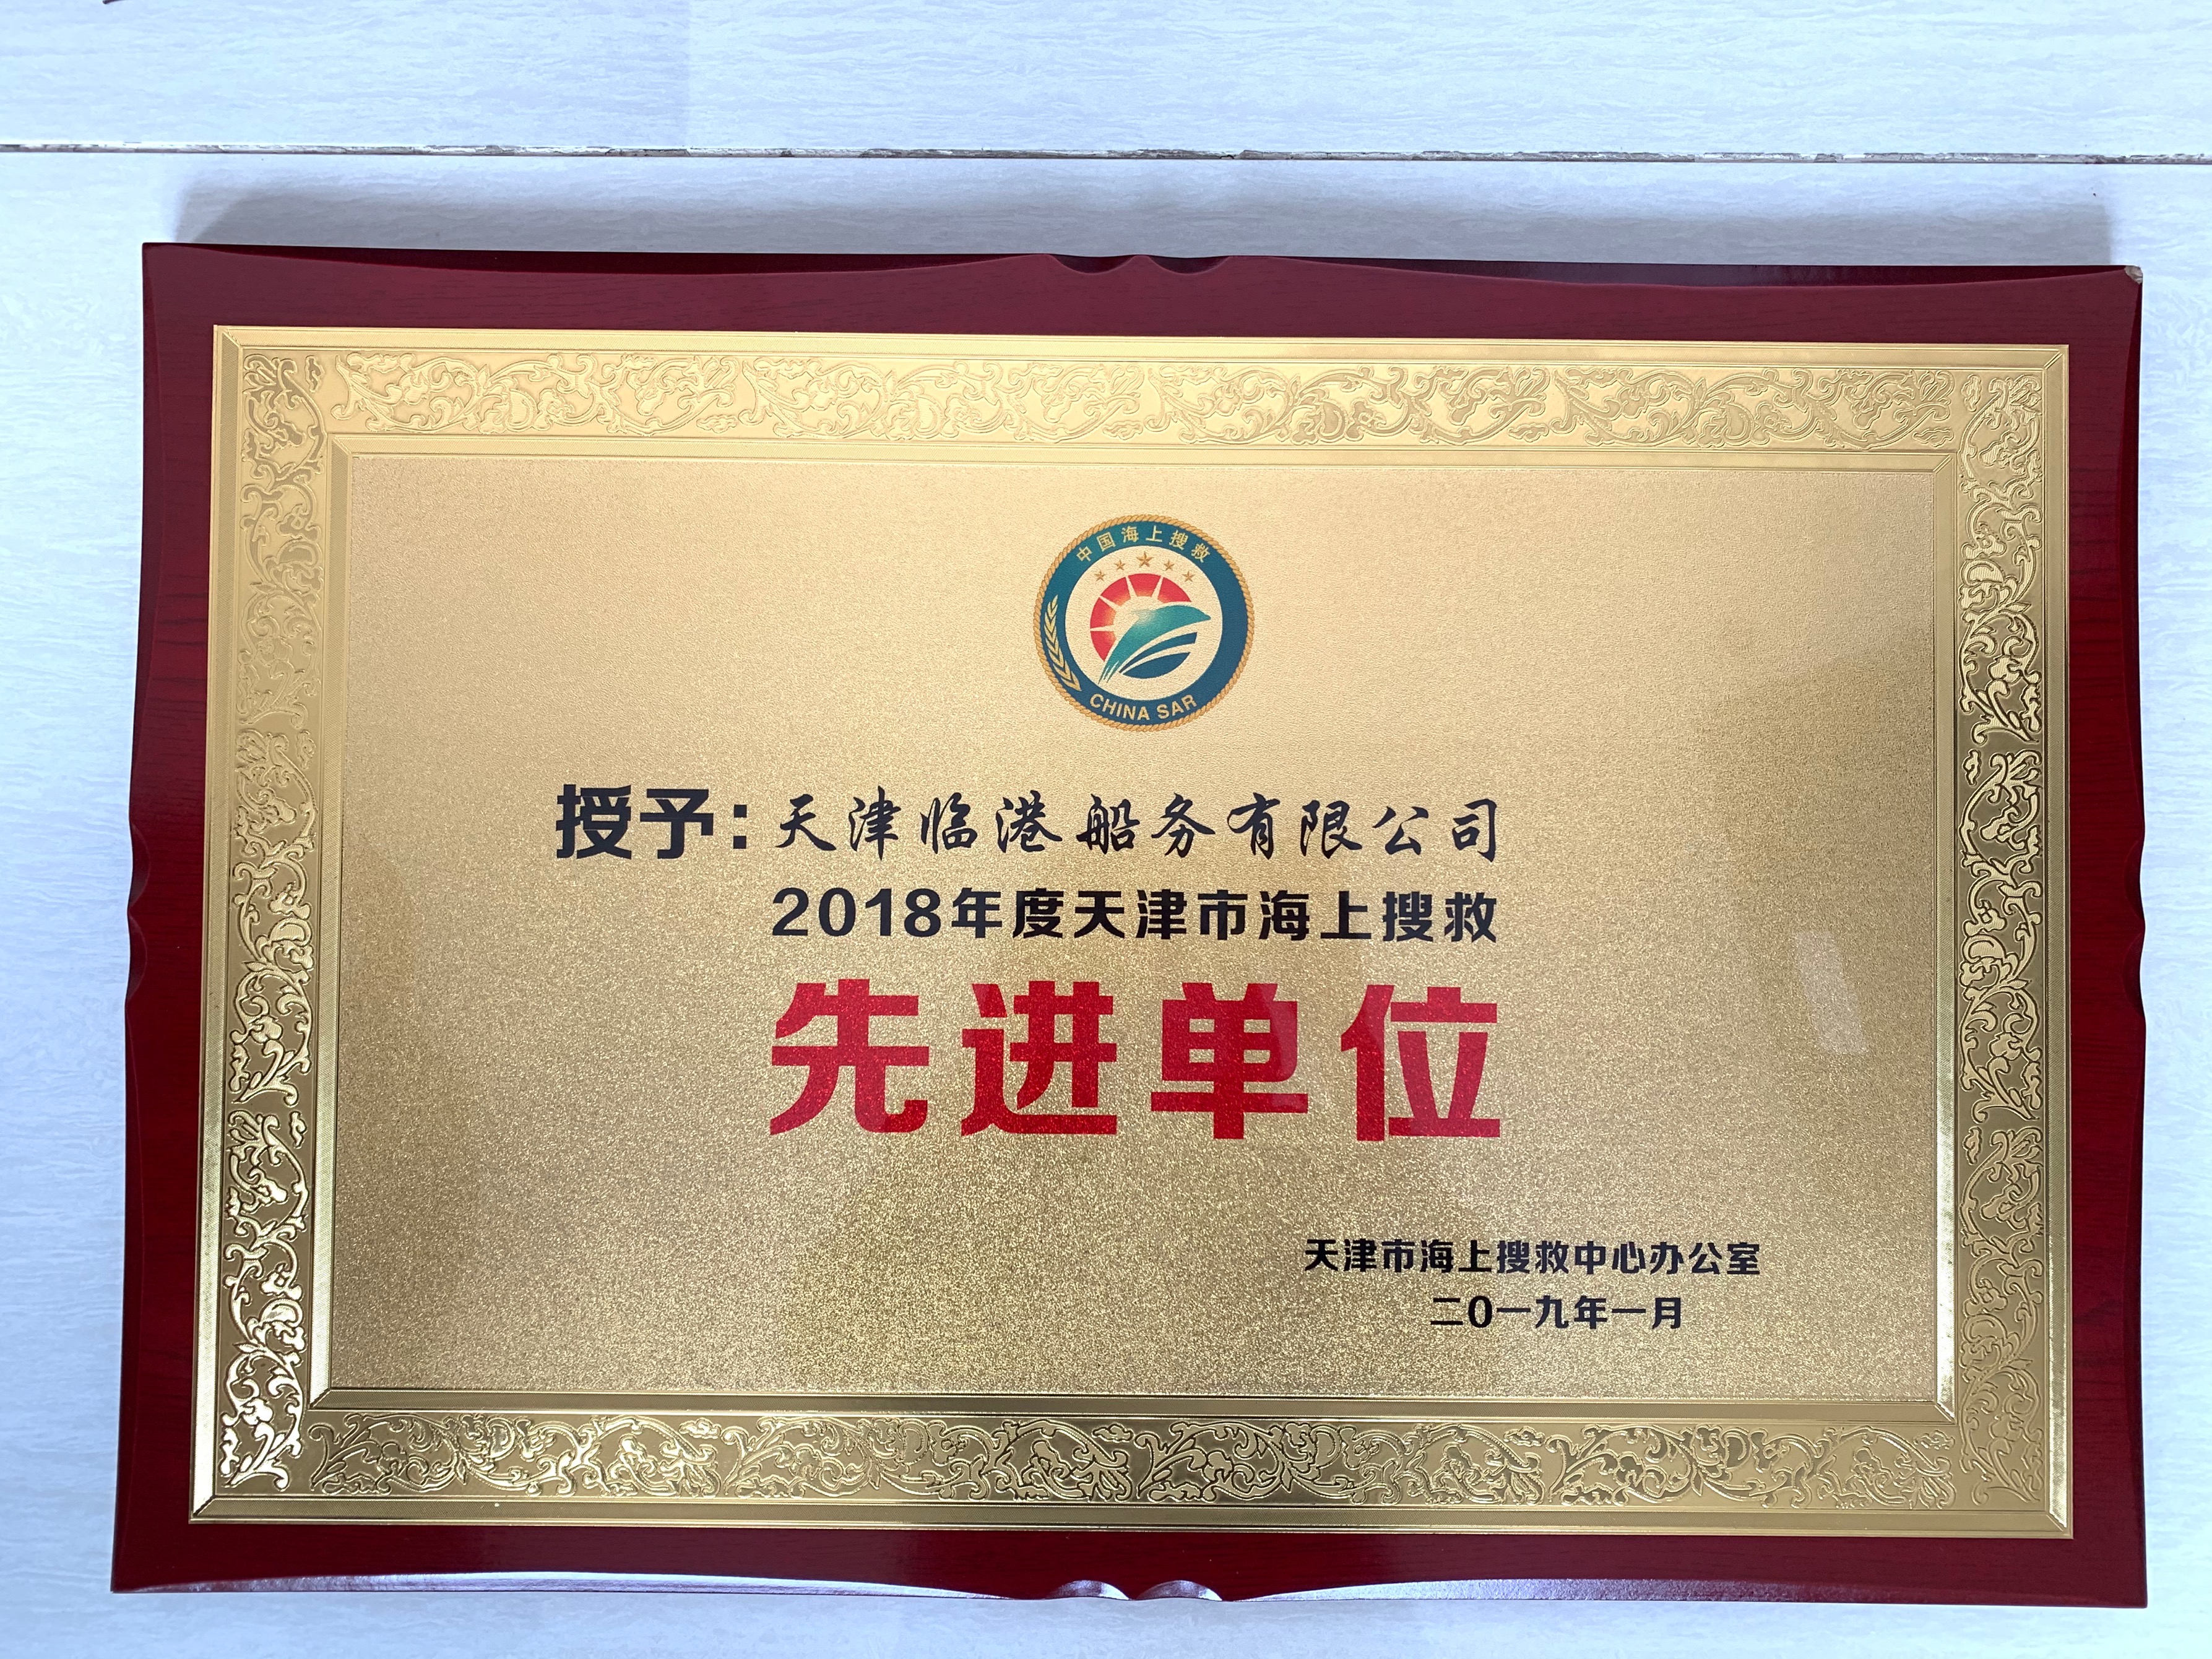 中国海上搜救
CHINA SAR
授予：天津临港船务有限公司
2018年度天津市海上搜救
先进单位
天津市海上搜救中心办公室
二0一九年一月